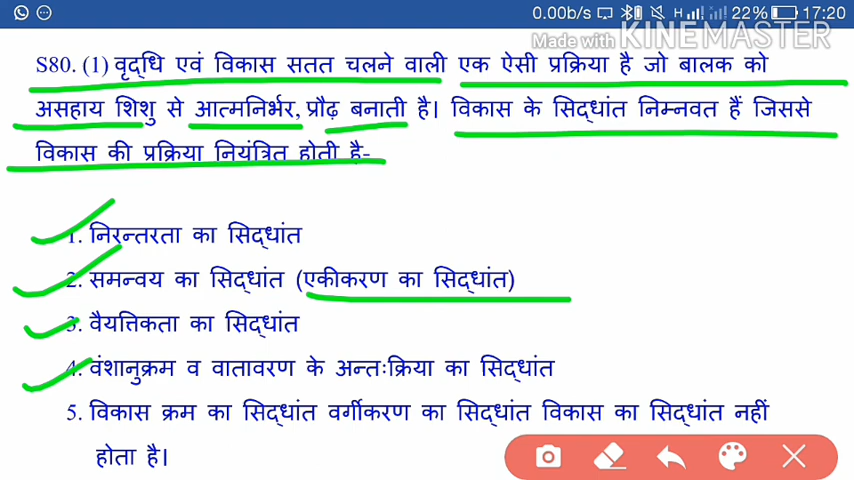 0.00b/s H 22% 17:20
Made with KINEMASTER
S80. (1) वृद्धि एवं विकास सतत चलने वाली एक ऐसी प्रक्रिया है जो बालक को
असहाय शिशु से आत्मनिर्भर, प्रौढ़ बनाती है। विकास के सिद्धांत निम्नवत हैं जिससे
विकास की प्रक्रिया नियंत्रित होती है-
1. निरन्तरता का सिद्धांत
2. समन्वय का सिद्धांत (एकीकरण का सिद्धांत)
3. वैयत्तिकता का सिद्धांत
4. वंशानुक्रम व वातावरण के अन्तःक्रिया का सिद्धांत
5. विकास क्रम का सिद्धांत वर्गीकरण का सिद्धांत विकास का सिद्धांत नहीं
होता है।